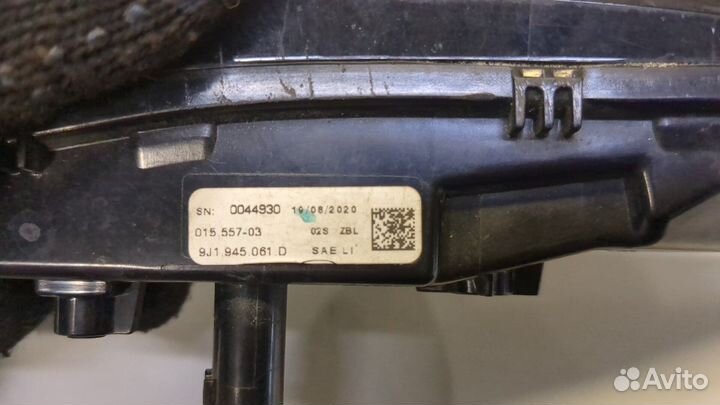 SN: 0044930 19/08/2020
015.557-03 02S ZBL
9J1.945.061.D SAE LI
Avito